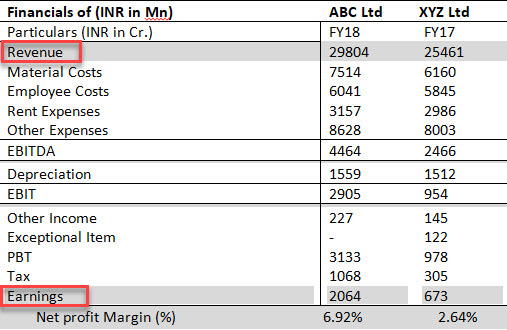 Financials of (INR in Mn) ABC Ltd XYZ Ltd
Particulars (INR in Cr.) FY18 FY17
Revenue 29804 25461
Material Costs 7514 6160
Employee Costs 6041 5845
Rent Expenses 3157 2986
Other Expenses 8628 8003
EBITDA 4464 2466
Depreciation 1559 1512
EBIT 2905 954
Other Income 227 145
Exceptional Item - 122
PBT 3133 978
Tax 1068 305
Earnings 2064 673
Net profit Margin (%) 6.92% 2.64%